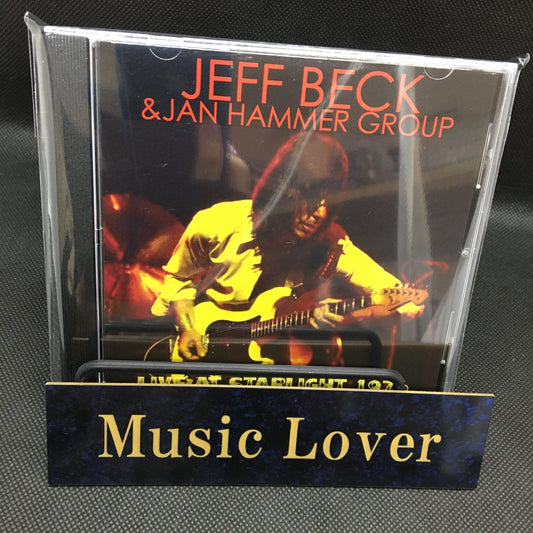 JEFF BECK
&JAN HAMMER GROUP
LIVE AT STARLIGHT
Music Lover